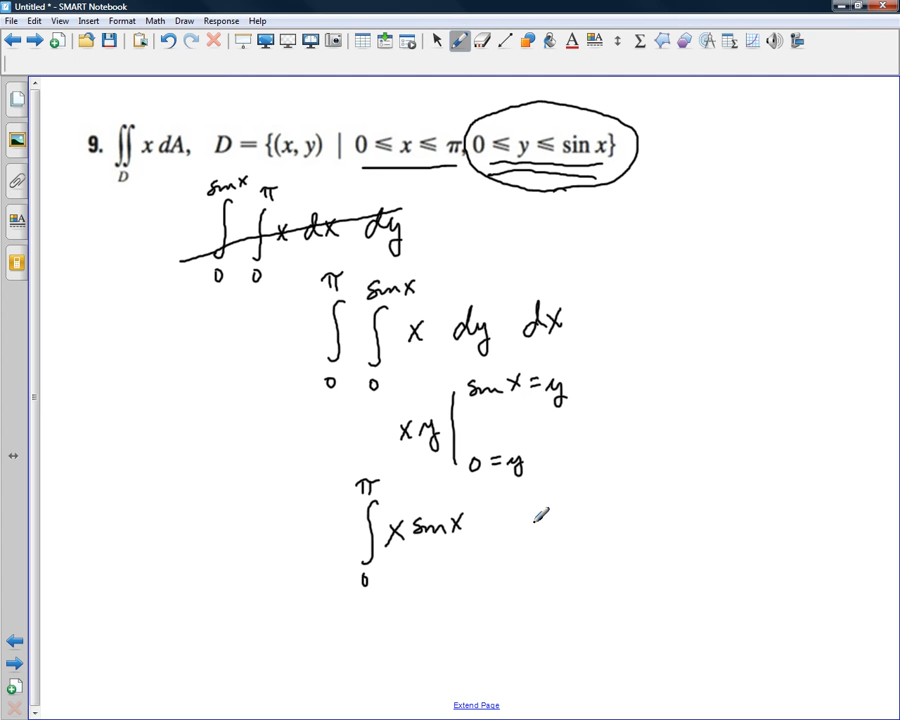 Untitled * - SMART Notebook
File Edit View Insert Format Math Draw Response Help
9. ∬ x dA, D = {(x, y) | 0 ≤ x ≤ π, 0 ≤ y ≤ sin x}
D
sin x π
∫ ∫ x dx dy
0 0
π sin x
∫ ∫ x dy dx
0 0
sin x = y
xy |
0 = y
π
∫ x sin x
0
Extend Page